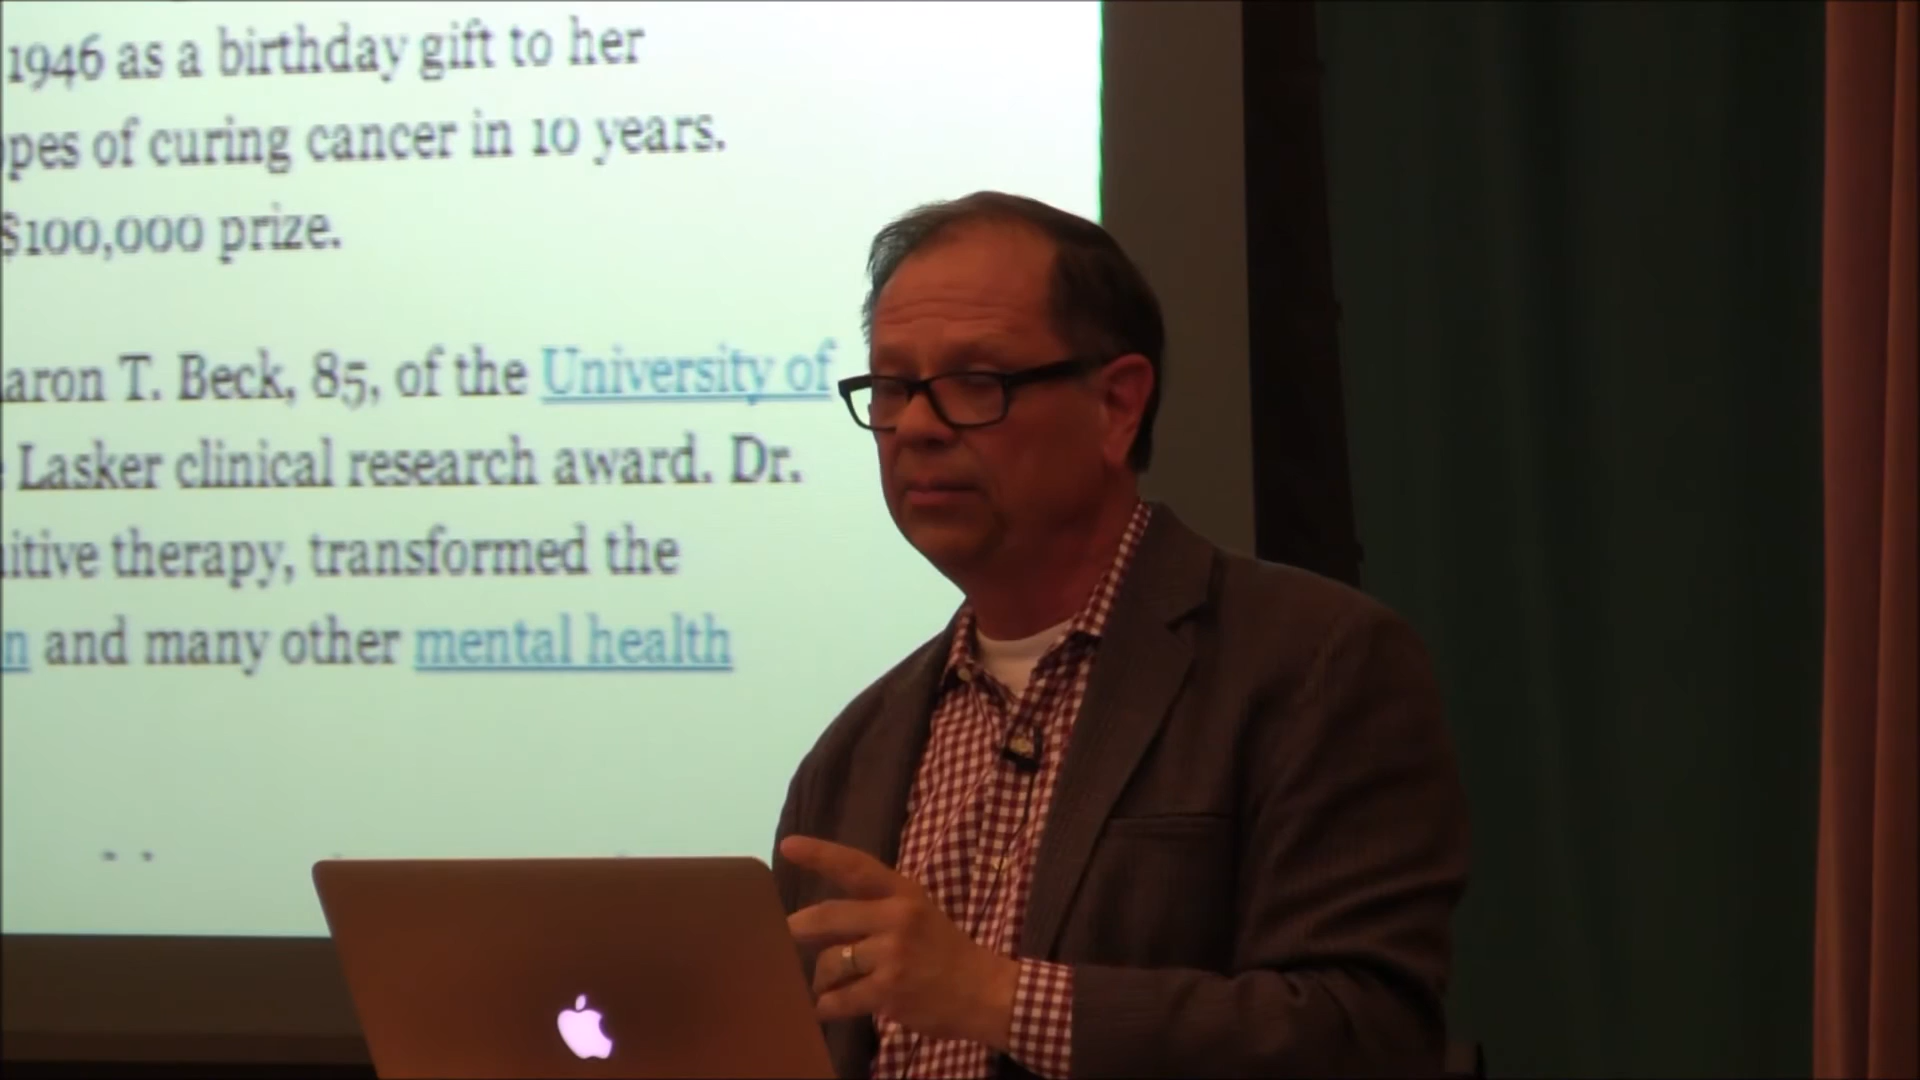 1946 as a birthday gift to her
opes of curing cancer in 10 years.
$100,000 prize.
aron T. Beck, 85, of the University of
Lasker clinical research award. Dr.
itive therapy, transformed the
n and many other mental health